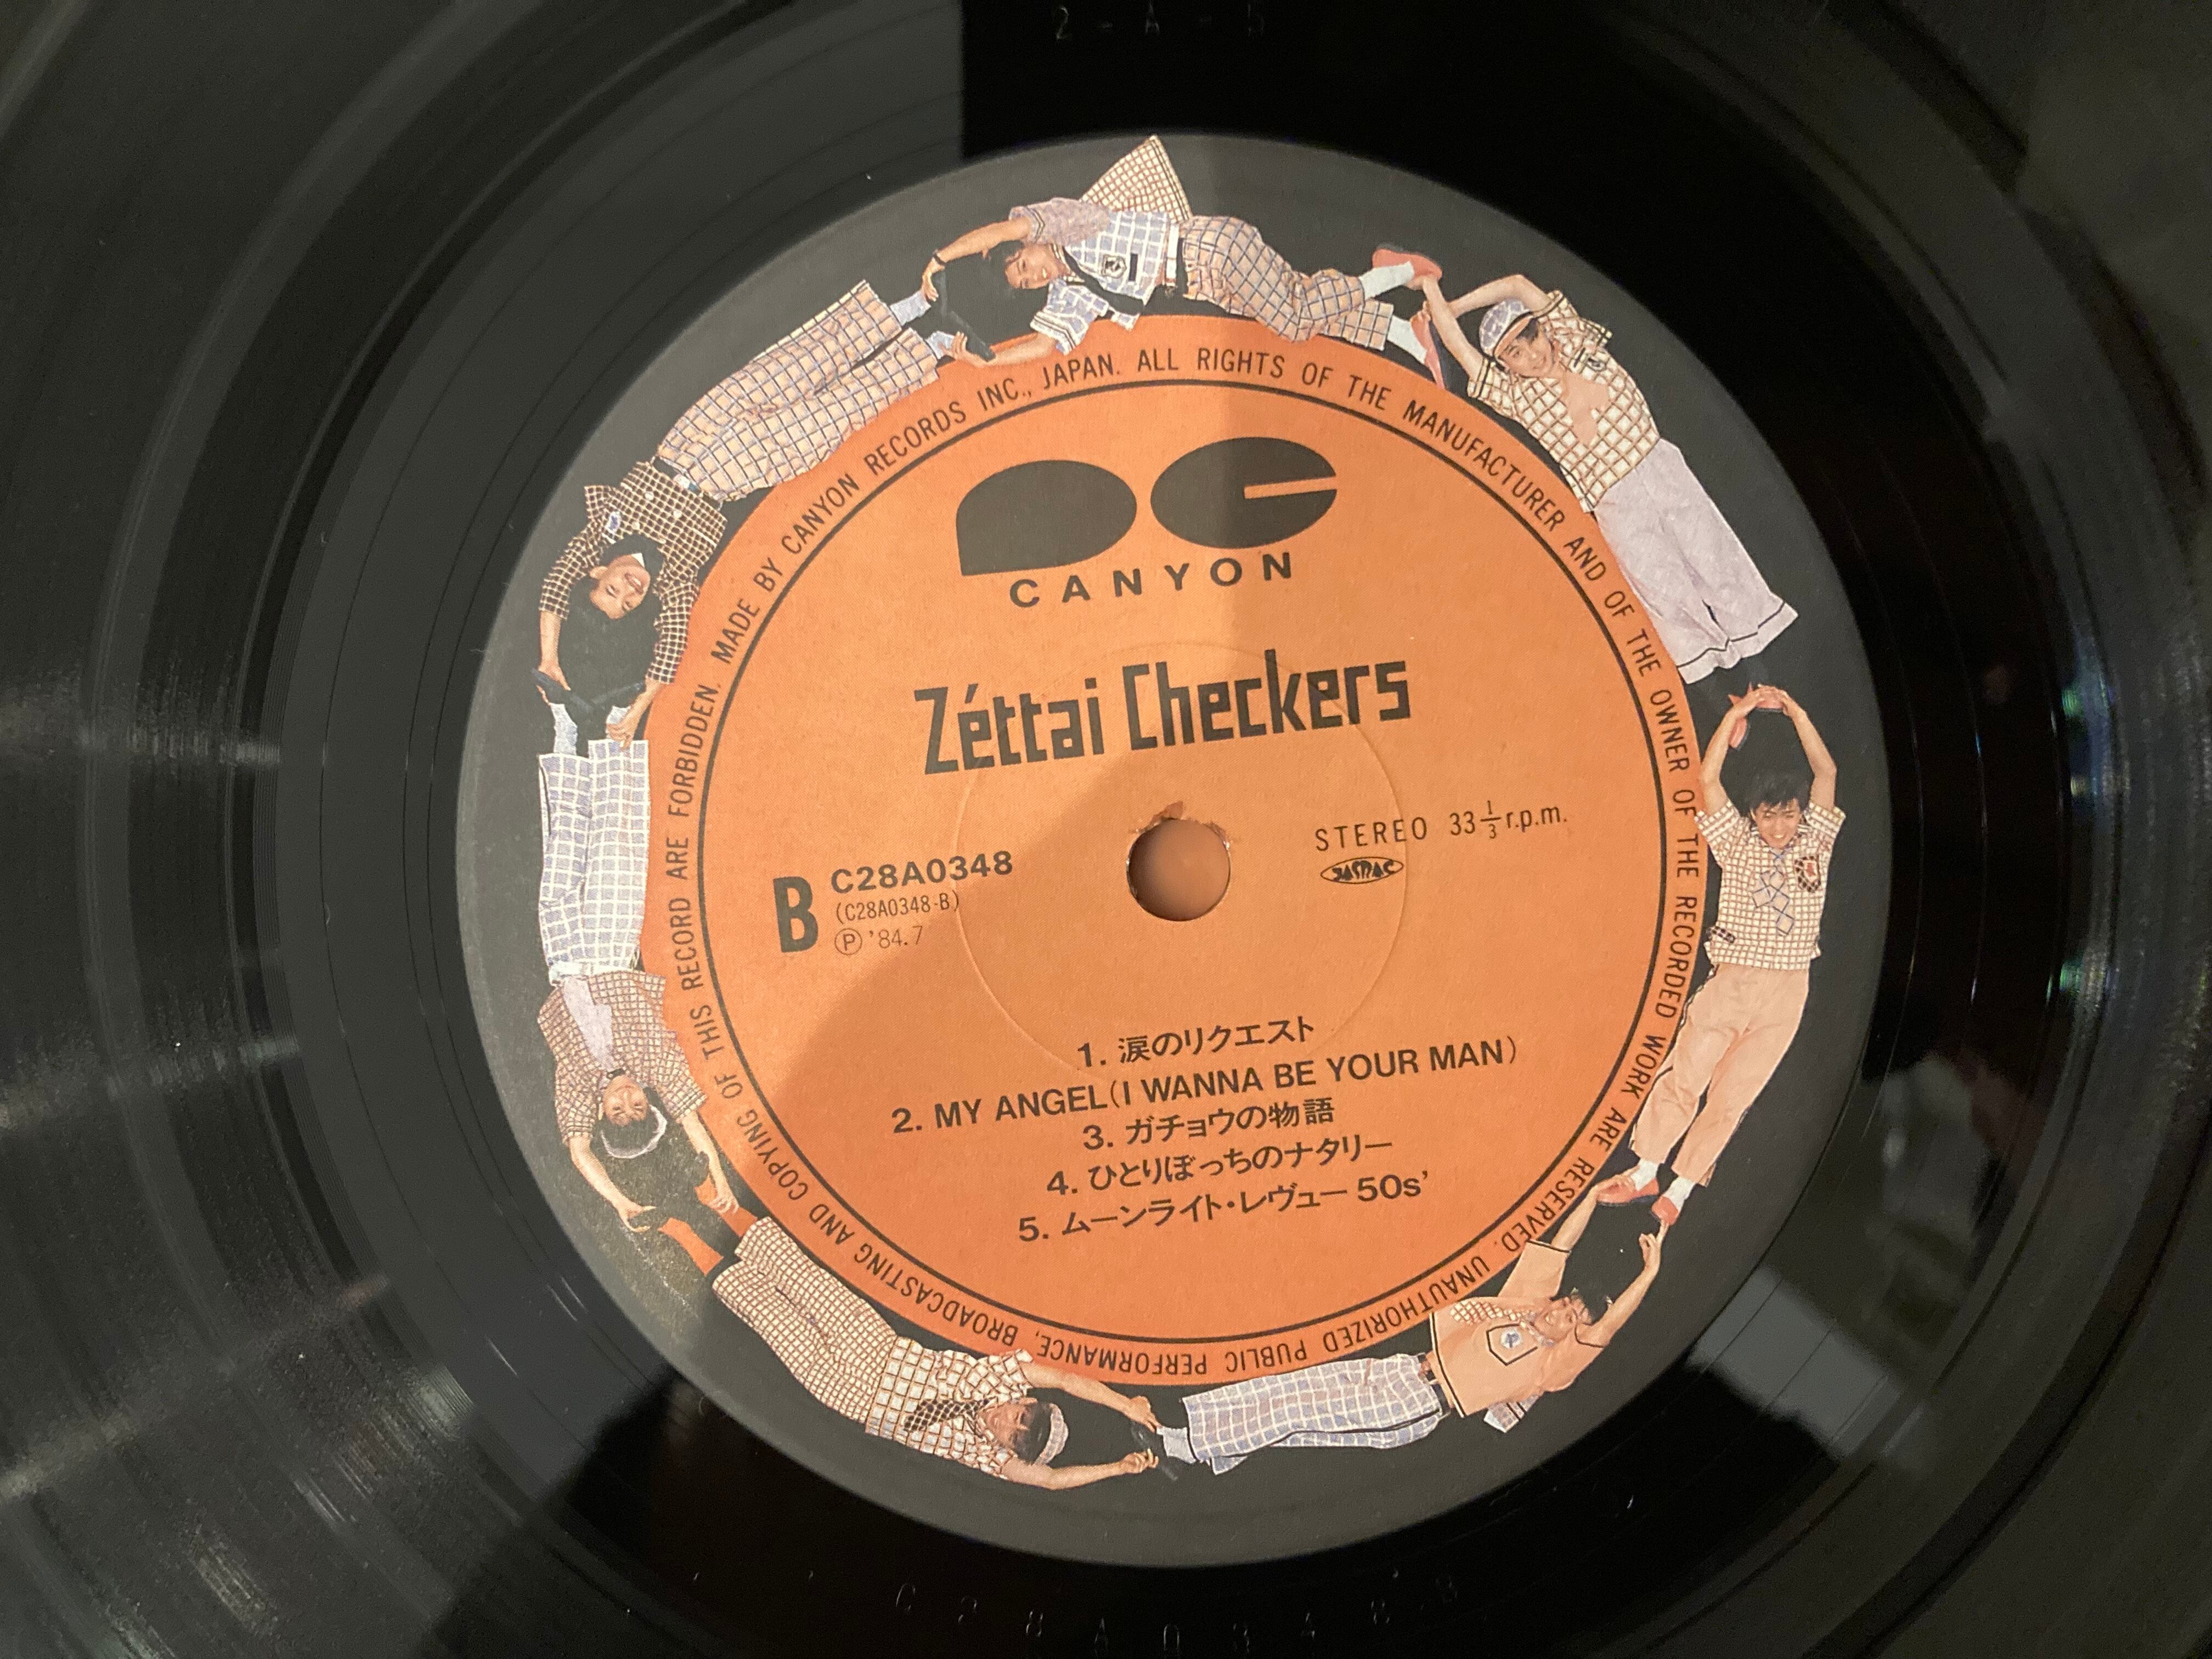 2-A-5
MADE BY CANYON RECORDS INC., JAPAN. ALL RIGHTS OF THE MANUFACTURER AND OF THE OWNER OF THE RECORDED WORK ARE RESERVED. UNAUTHORIZED PUBLIC PERFORMANCE, BROADCASTING AND COPYING OF THIS RECORD ARE FORBIDDEN.
CANYON
Zéttai Checkers
STEREO 33 1/3 r.p.m.
JASRAC
B C28A0348
(C28A0348-B)
Ⓟ '84.7
1. 涙のリクエスト
2. MY ANGEL(I WANNA BE YOUR MAN)
3. ガチョウの物語
4. ひとりぼっちのナタリー
5. ムーンライト・レヴュー 50s'
C28A0348B